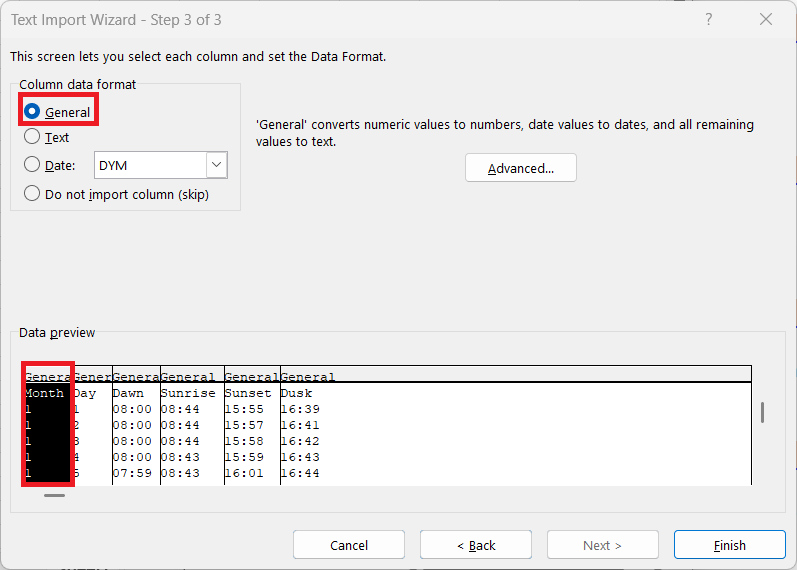 Text Import Wizard - Step 3 of 3 ?
This screen lets you select each column and set the Data Format.
Column data format
General
Text
Date: DYM
Do not import column (skip)
'General' converts numeric values to numbers, date values to dates, and all remaining
values to text.
Advanced...
Data preview
Genera Gener Genera General General General
Month Day Dawn Sunrise Sunset Dusk
1 1 08:00 08:44 15:55 16:39
1 2 08:00 08:44 15:57 16:41
1 3 08:00 08:44 15:58 16:42
1 4 08:00 08:43 15:59 16:43
1 5 07:59 08:43 16:01 16:44
Cancel < Back Next > Finish